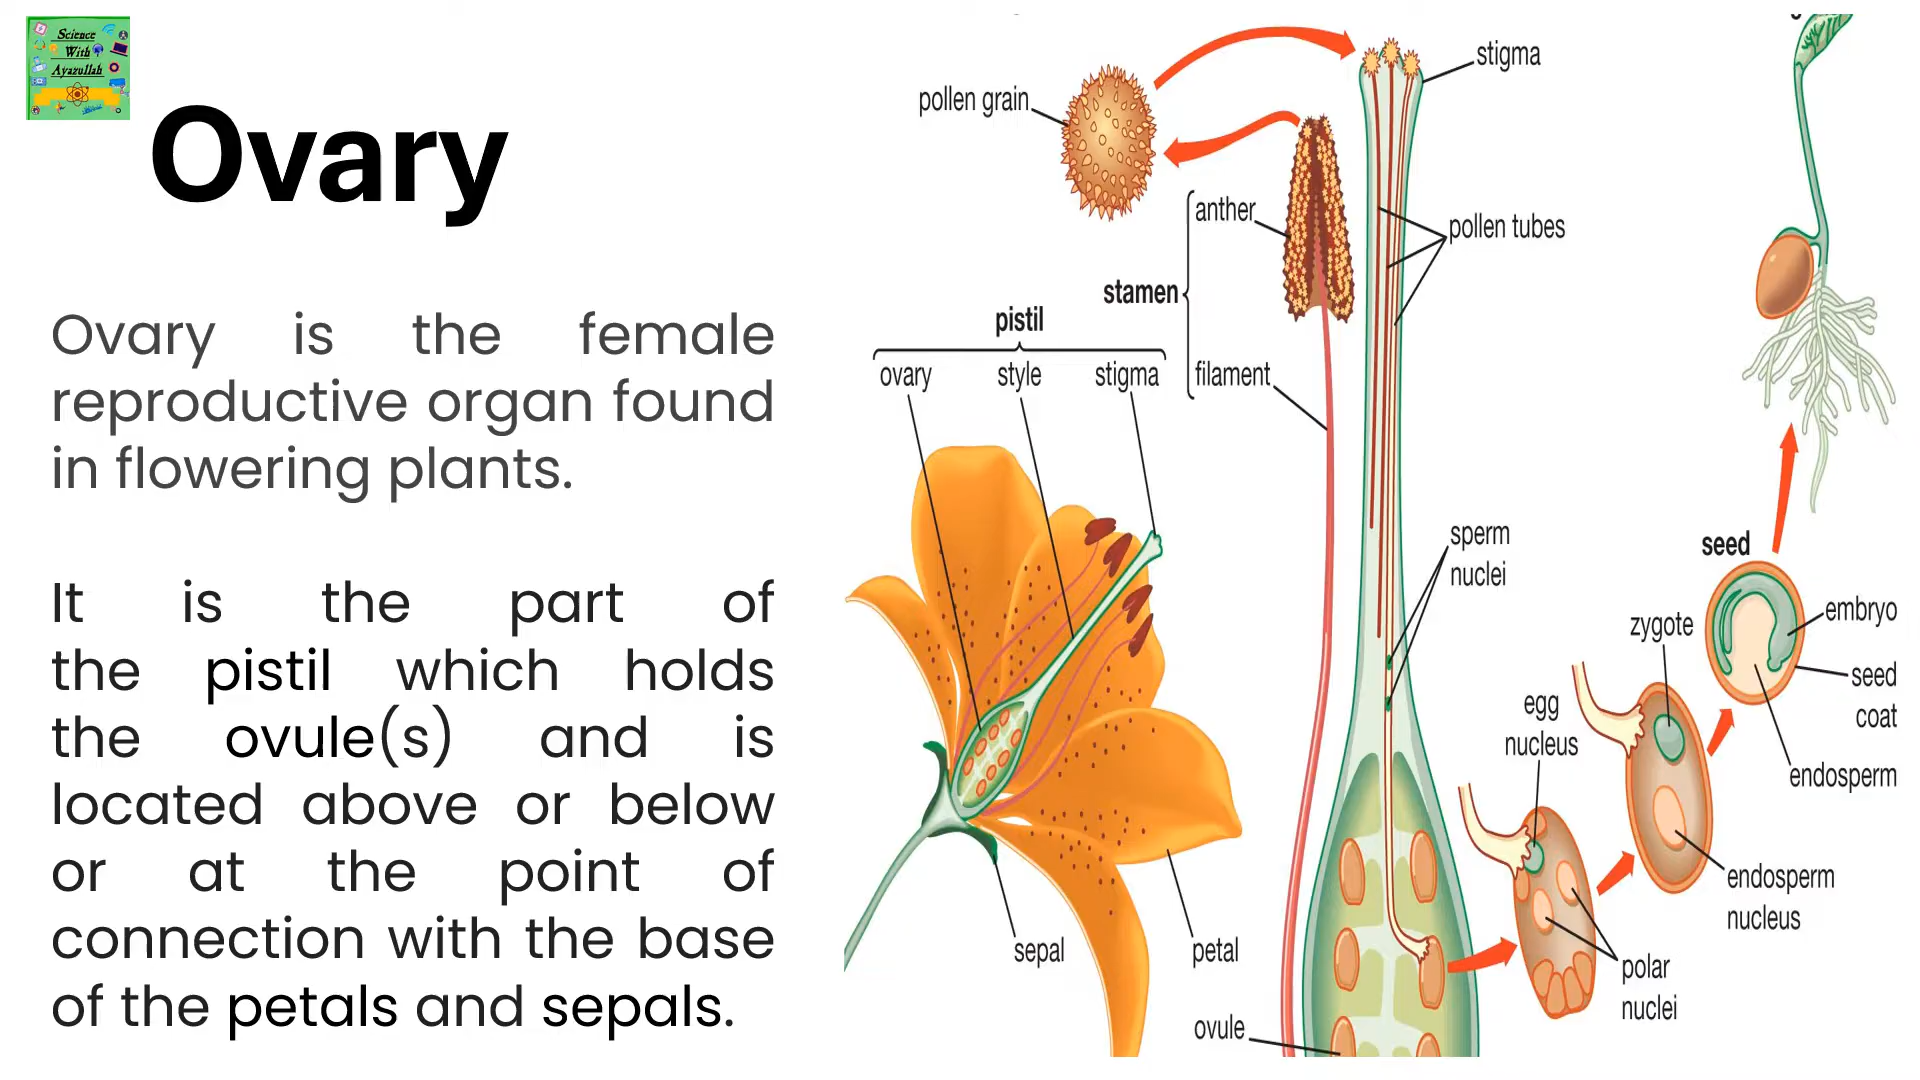 Science
With
Ayazullah
Ovary
Ovary is the female
reproductive organ found
in flowering plants.
It is the part of
the pistil which holds
the ovule(s) and is
located above or below
or at the point of
connection with the base
of the petals and sepals.
pollen grain
stigma
anther
pollen tubes
stamen
filament
pistil
ovary style stigma
sperm
nuclei
seed
embryo
zygote
seed
coat
egg
nucleus
endosperm
endosperm
nucleus
polar
nuclei
sepal
petal
ovule